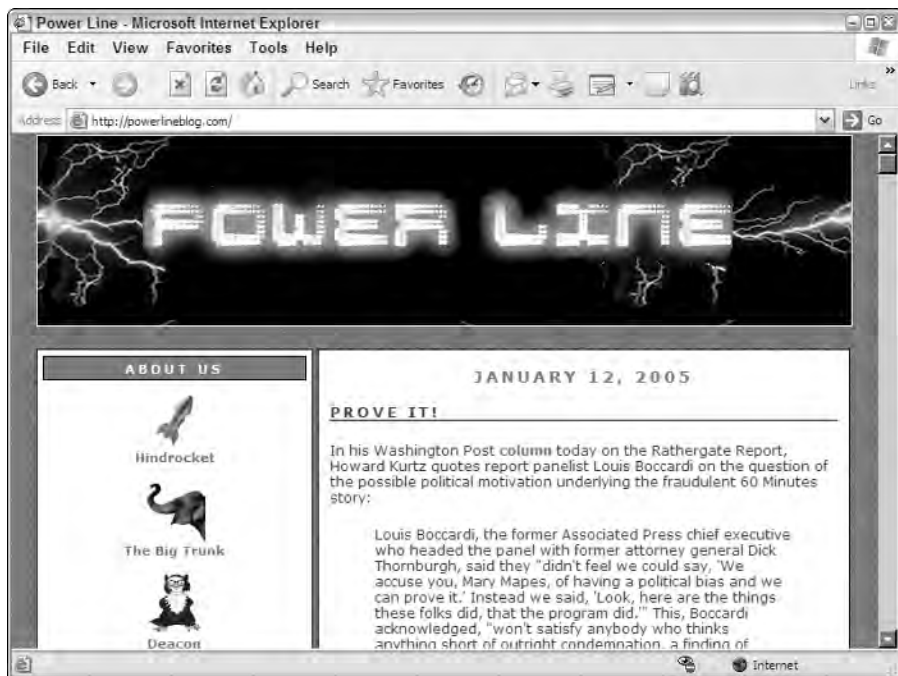 Power Line - Microsoft Internet Explorer
File Edit View Favorites Tools Help
Back Search Favorites Links
Address http://powerlineblog.com/ Go
POWER LINE
ABOUT US
Hindrocket
The Big Trunk
Deacon
JANUARY 12, 2005
PROVE IT!
In his Washington Post column today on the Rathergate Report,
Howard Kurtz quotes report panelist Louis Boccardi on the question of
the possible political motivation underlying the fraudulent 60 Minutes
story:
Louis Boccardi, the former Associated Press chief executive
who headed the panel with former attorney general Dick
Thornburgh, said they "didn't feel we could say, 'We
accuse you, Mary Mapes, of having a political bias and we
can prove it.' Instead we said, 'Look, here are the things
these folks did, that the program did.'" This, Boccardi
acknowledged, "won't satisfy anybody who thinks
anything short of outright condemnation, a finding of
Internet